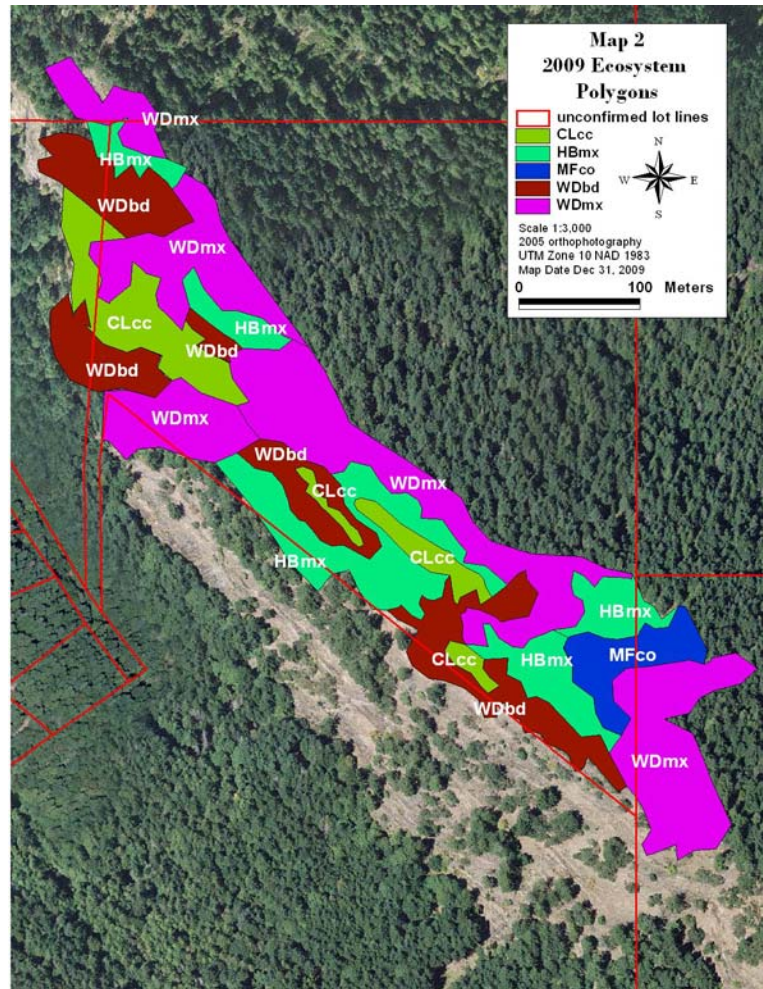 Map 2
2009 Ecosystem
Polygons
unconfirmed lot lines
CLcc
HBmx
MFco
WDbd
WDmx
N
W E
S
Scale 1:3,000
2005 orthophotography
UTM Zone 10 NAD 1983
Map Date Dec 31, 2009
0 100 Meters
WDmx
HBmx
WDbd
WDmx
CLcc
HBmx
WDbd
WDbd
WDmx
WDbd
CLcc
WDmx
HBmx
CLcc
HBmx
CLcc
HBmx
MFco
WDbd
WDmx